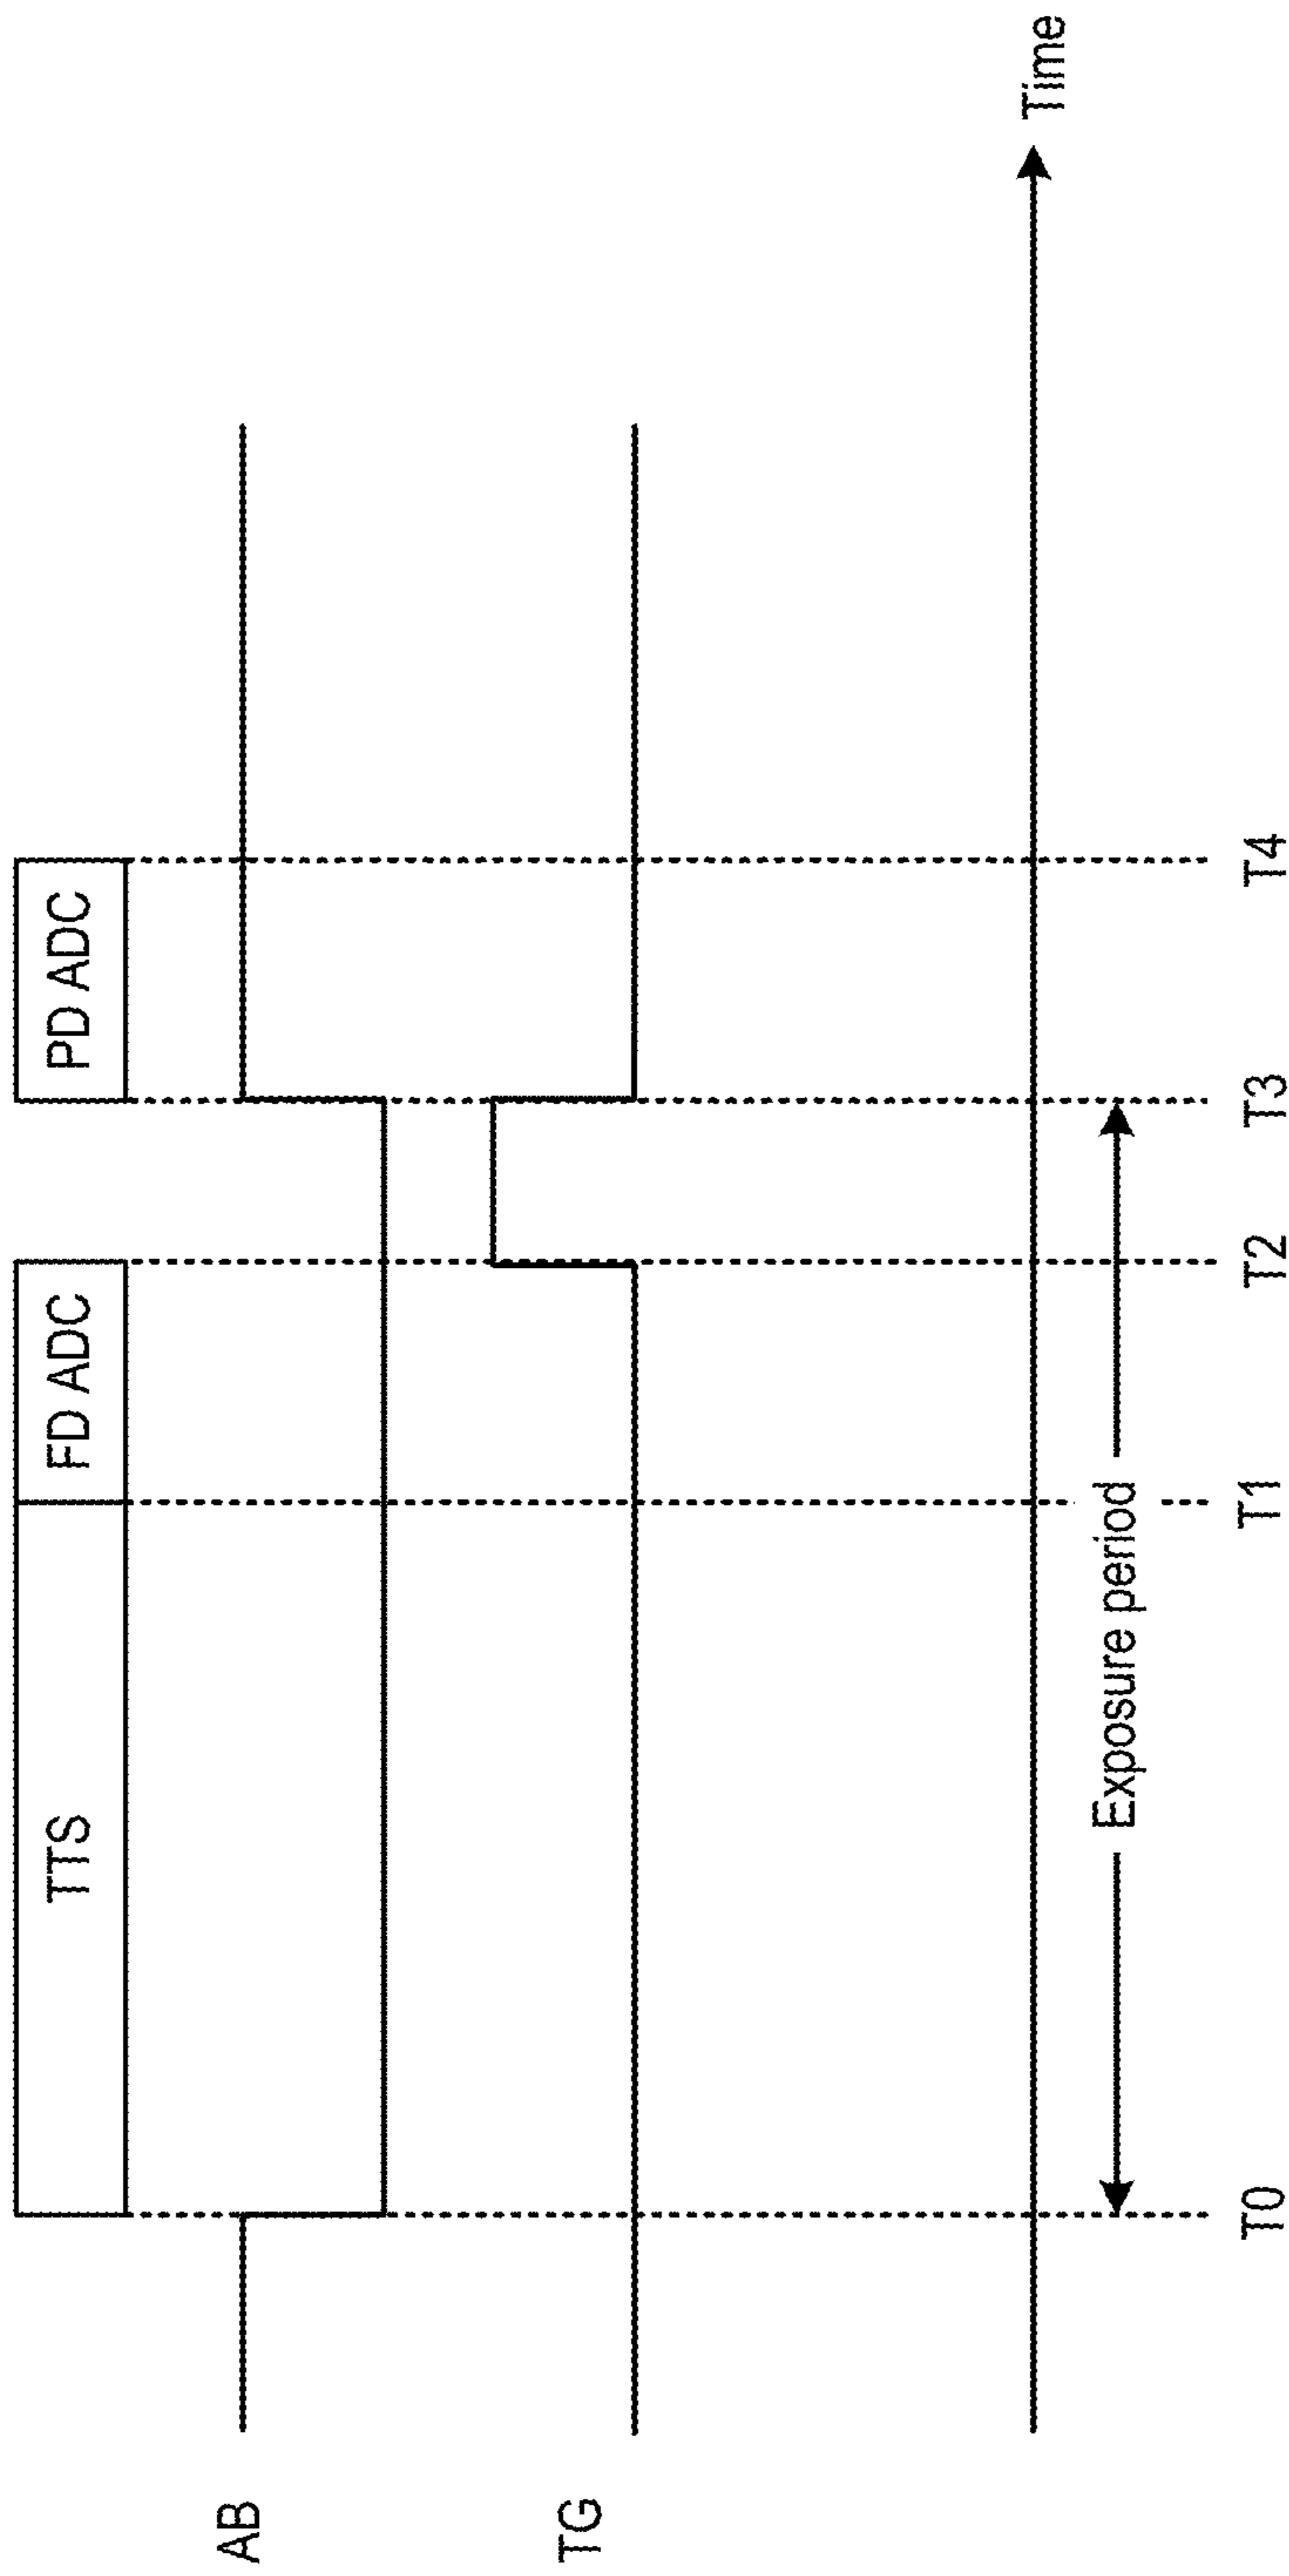 TTS FD ADC PD ADC
AB
TG
Time
Exposure period
T0 T1 T2 T3 T4